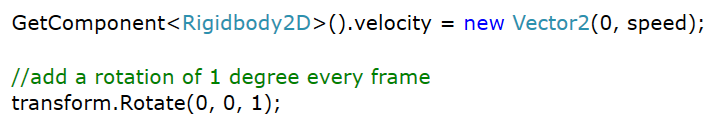 GetComponent<Rigidbody2D>().velocity = new Vector2(0, speed);
//add a rotation of 1 degree every frame
transform.Rotate(0, 0, 1);